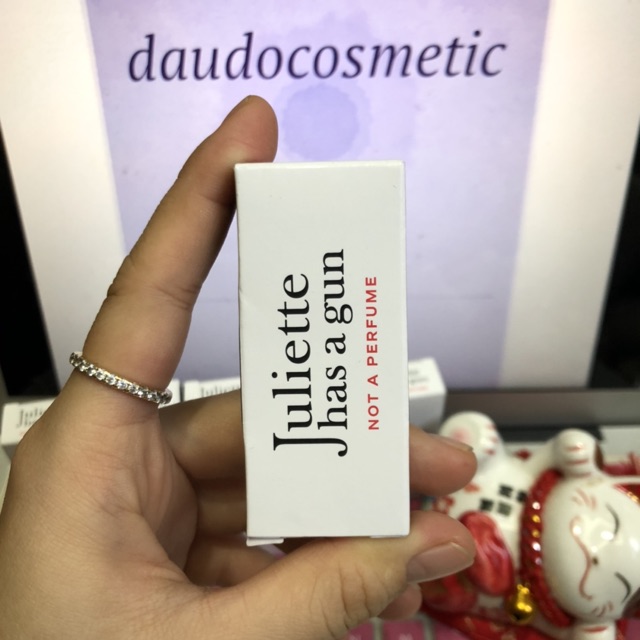 daudocosmetic
Juliette
has a gun
NOT A PERFUME